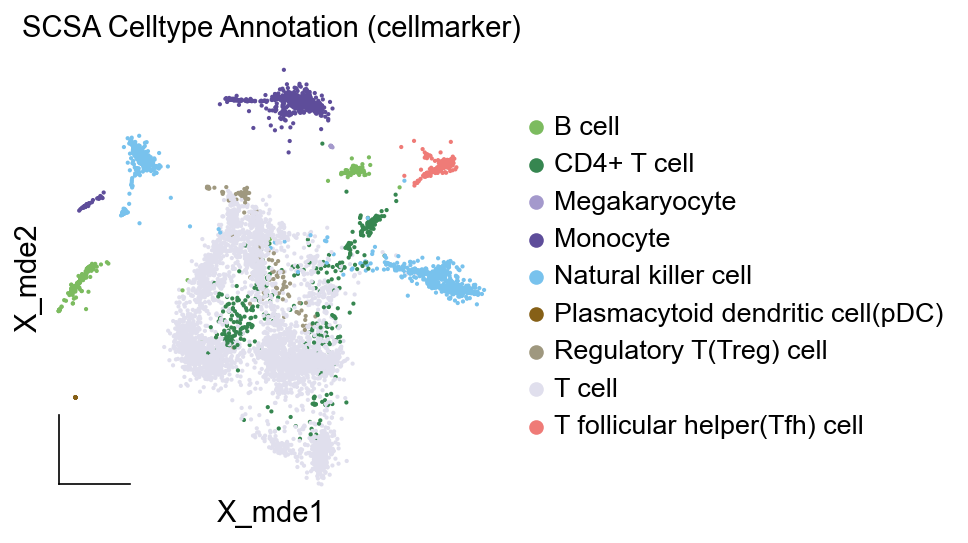 SCSA Celltype Annotation (cellmarker)
B cell
CD4+ T cell
Megakaryocyte
Monocyte
Natural killer cell
Plasmacytoid dendritic cell(pDC)
Regulatory T(Treg) cell
T cell
T follicular helper(Tfh) cell
X_mde2
X_mde1